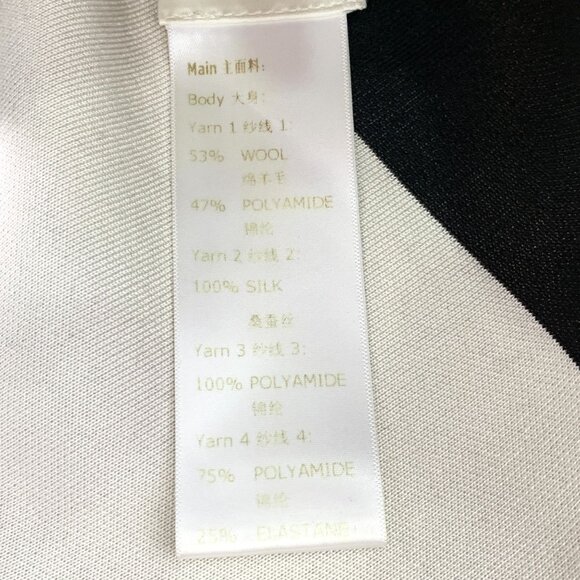 Main 主面料:
Body 大身:
Yarn 1 纱线 1:
53% WOOL
绵羊毛
47% POLYAMIDE
锦纶
Yarn 2 纱线 2:
100% SILK
桑蚕丝
Yarn 3 纱线 3:
100% POLYAMIDE
锦纶
Yarn 4 纱线 4:
75% POLYAMIDE
锦纶
25% ELASTANE